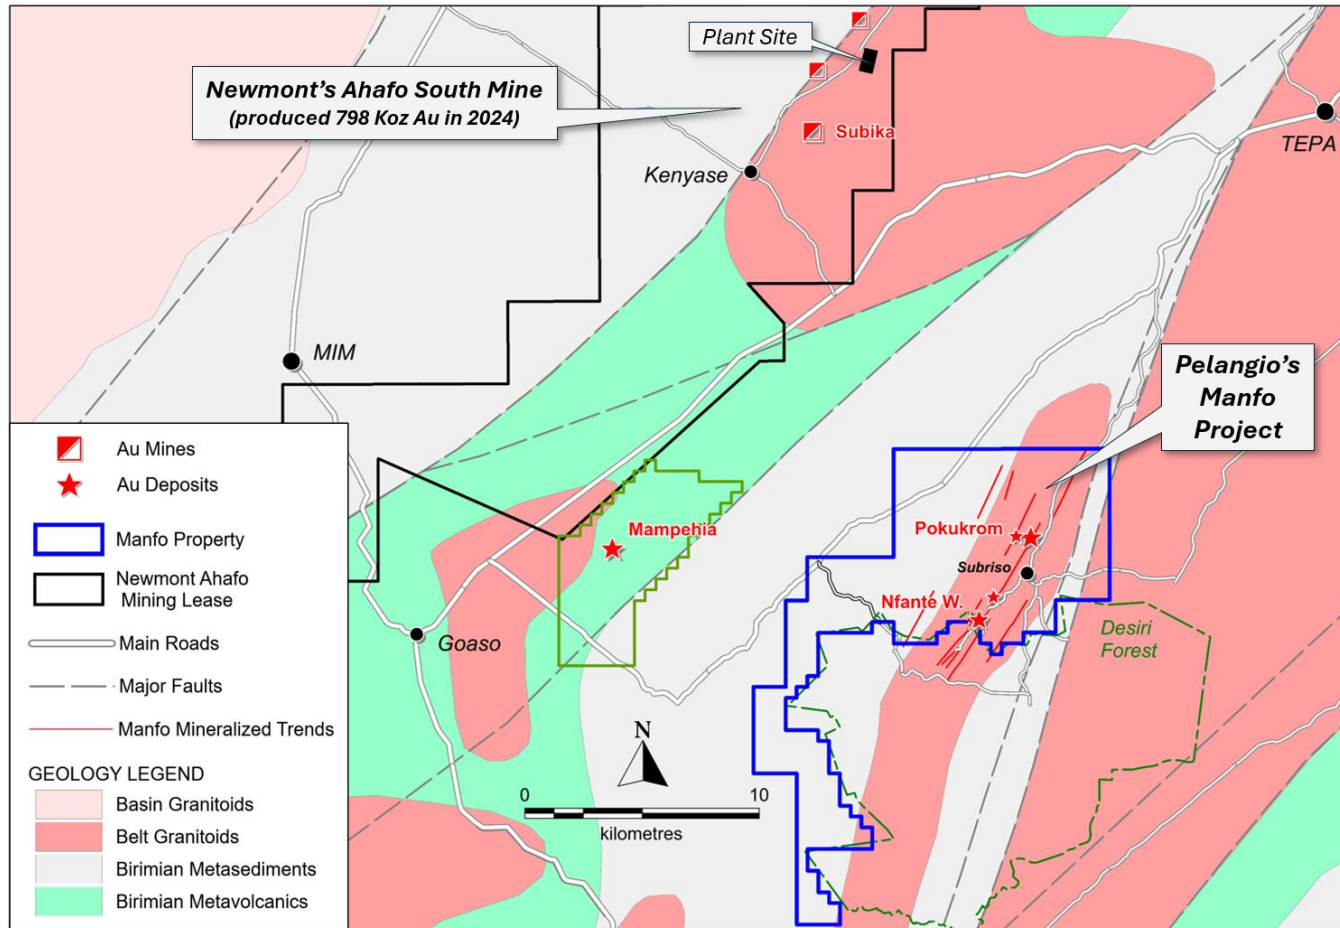 Plant Site
Newmont's Ahafo South Mine
(produced 798 Koz Au in 2024)
Subika
TEPA
Kenyase
MIM
Pelangio's
Manfo
Project
Au Mines
Au Deposits
Manfo Property
Newmont Ahafo
Mining Lease
Main Roads
Major Faults
Manfo Mineralized Trends
GEOLOGY LEGEND
Basin Granitoids
Belt Granitoids
Birimian Metasediments
Birimian Metavolcanics
Mampehia
Pokukrom
Subriso
Nfante W.
Goaso
Desiri
Forest
N
0 10
kilometres